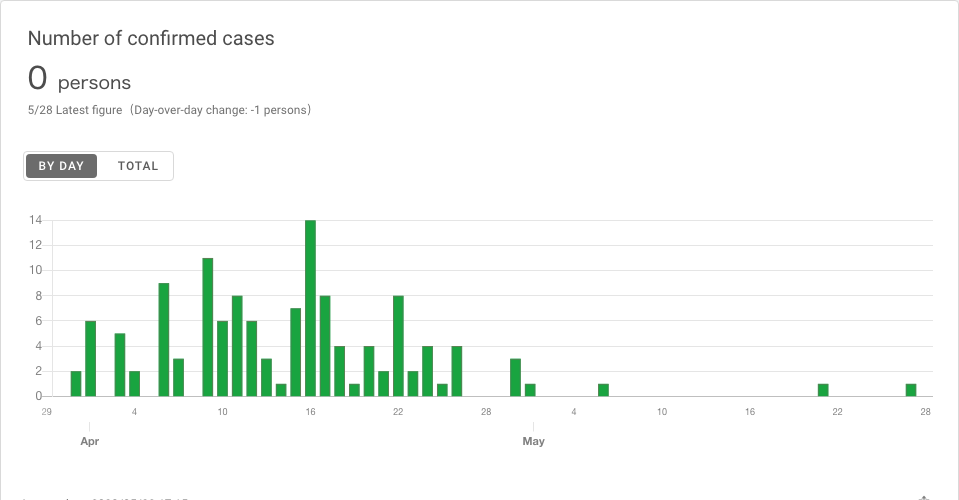 Number of confirmed cases
0 persons
5/28 Latest figure (Day-over-day change: -1 persons)
BY DAY TOTAL
14
12
10
8
6
4
2
0
29 4 10 16 22 28 4 10 16 22 28
Apr May